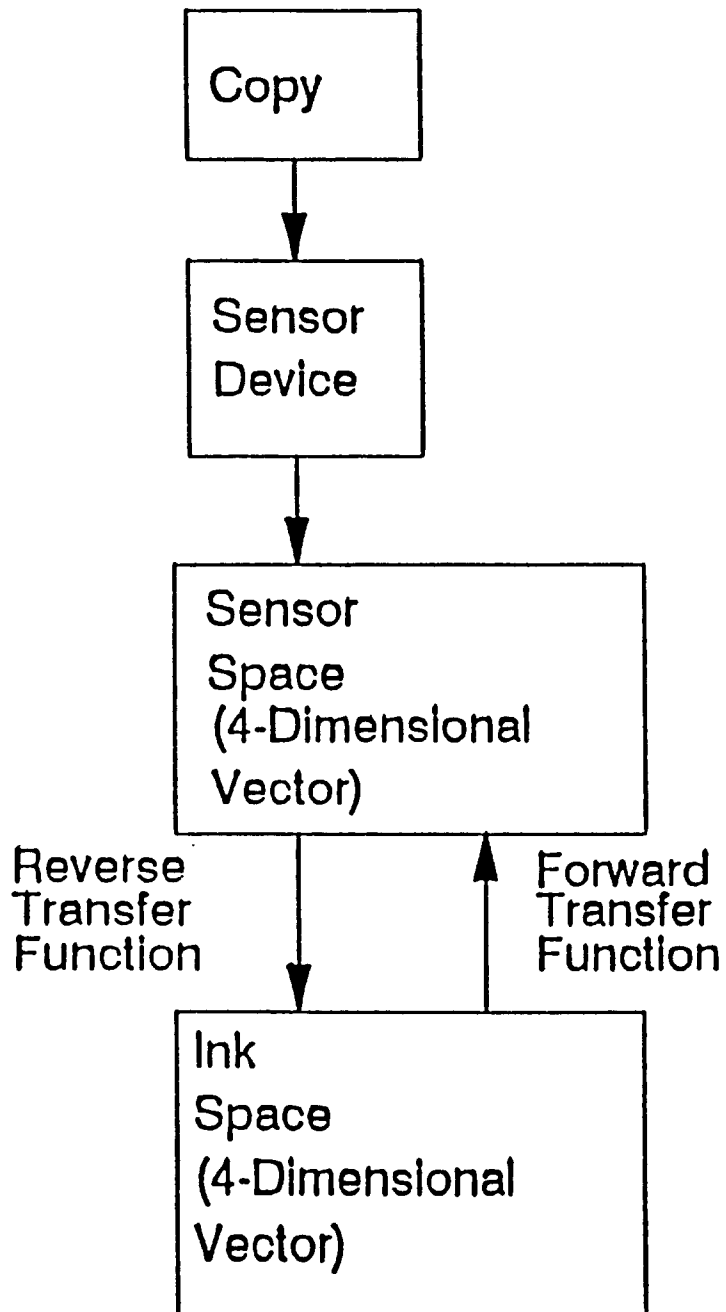 Copy
Sensor
Device
Sensor
Space
(4-Dimensional
Vector)
Reverse
Transfer
Function
Forward
Transfer
Function
Ink
Space
(4-Dimensional
Vector)